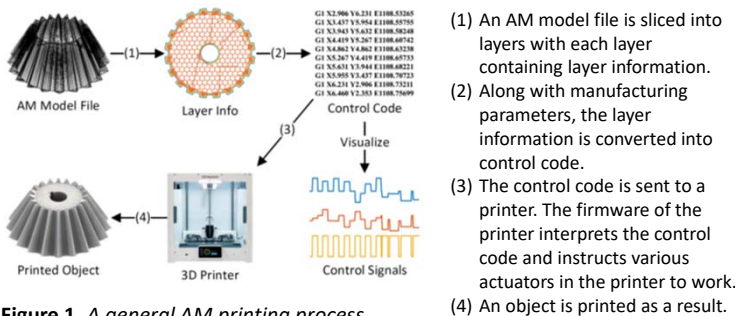 G1 X2.906 Y6.231 E1108.53265
G1 X3.437 Y5.954 E1108.55755
G1 X3.943 Y5.632 E1108.58248
G1 X4.419 Y5.267 E1108.60742
G1 X4.862 Y4.862 E1108.63238
G1 X5.267 Y4.419 E1108.65733
G1 X5.631 Y3.944 E1108.68221
G1 X5.955 Y3.437 E1108.70723
G1 X6.231 Y2.906 E1108.73211
G1 X6.460 Y2.353 E1108.75699
(1)
(2)
AM Model File
Layer Info
Control Code
(3)
Visualize
(4)
Printed Object
3D Printer
Control Signals
Figure 1. A general AM printing process
(1) An AM model file is sliced into
layers with each layer
containing layer information.
(2) Along with manufacturing
parameters, the layer
information is converted into
control code.
(3) The control code is sent to a
printer. The firmware of the
printer interprets the control
code and instructs various
actuators in the printer to work.
(4) An object is printed as a result.